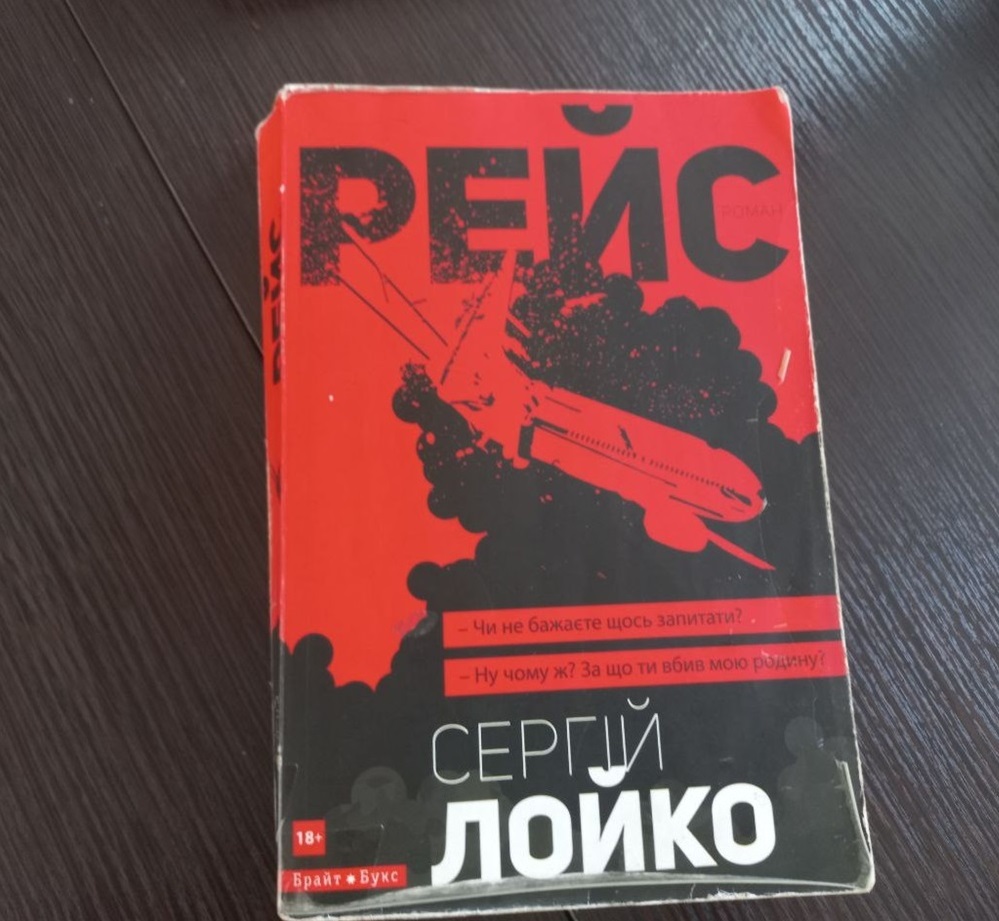 РЕЙС
РОМАН
РЕЙС
– Чи не бажаєте щось запитати?
– Ну чому ж? За що ти вбив мою родину?
СЕРГІЙ
ЛОЙКО
18+
Брайт Букс